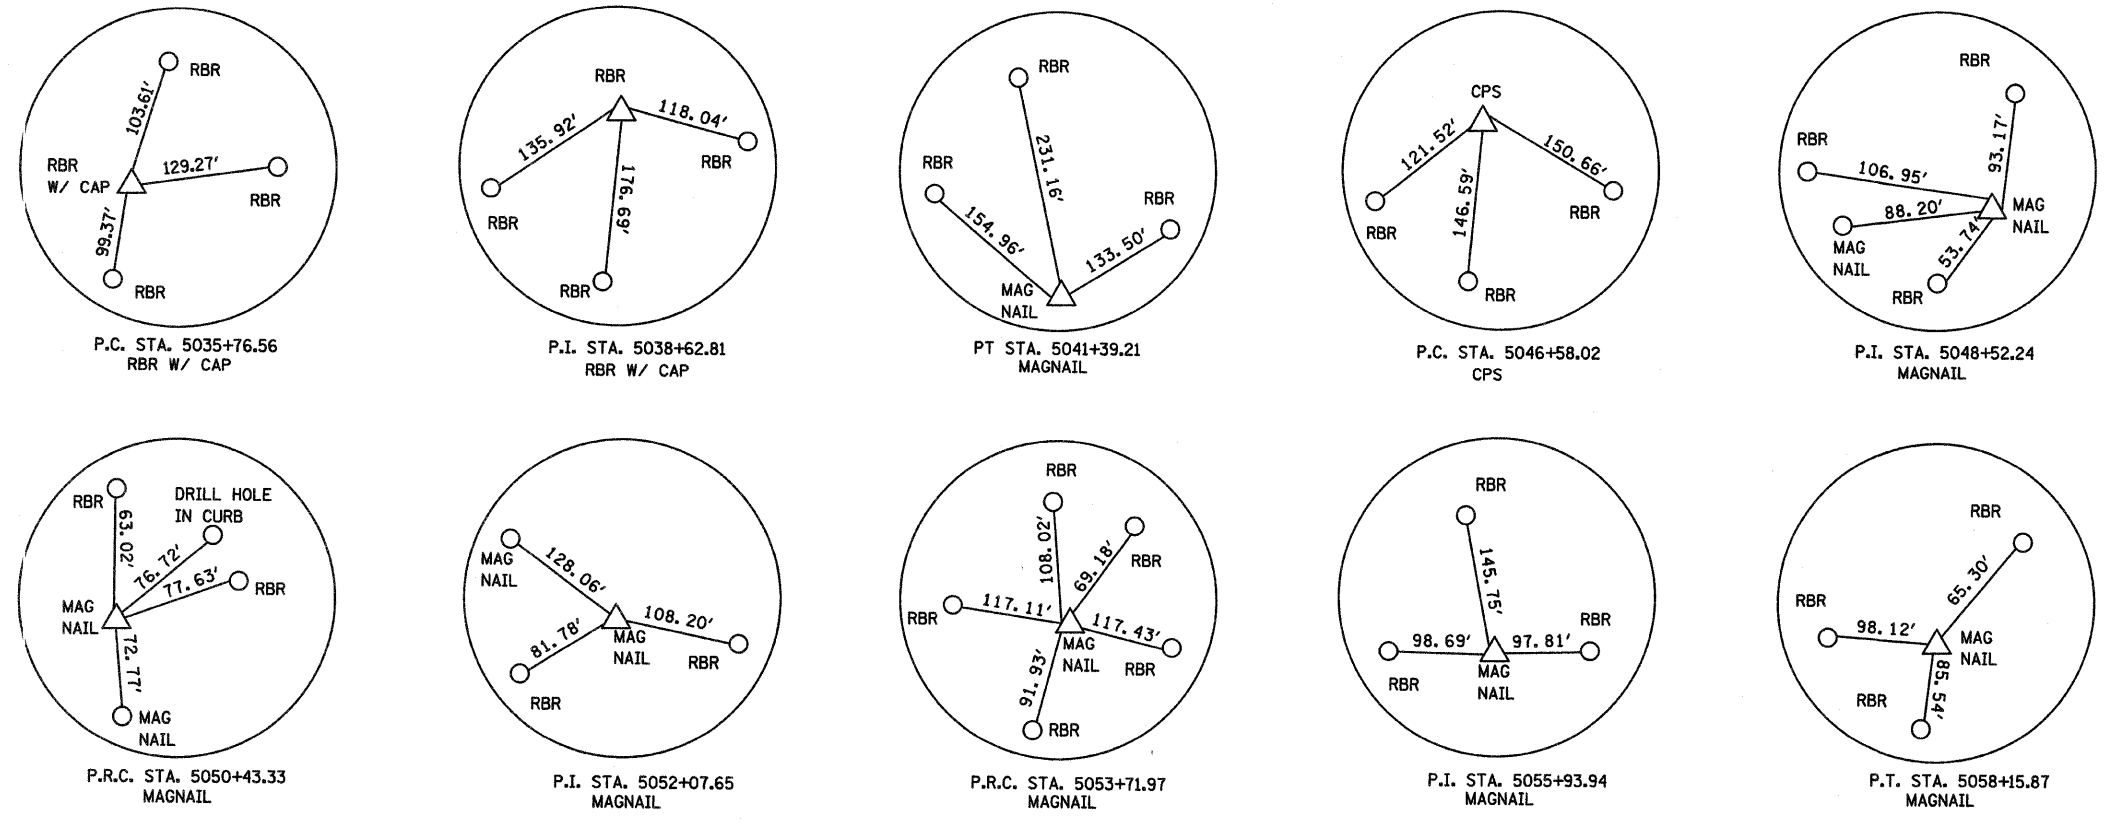 RBR
103.61'
RBR
W/ CAP
129.27'
RBR
99.37'
RBR
P.C. STA. 5035+76.56
RBR W/ CAP
RBR
118.04'
135.92'
RBR
176.69'
RBR
RBR
P.I. STA. 5038+62.81
RBR W/ CAP
RBR
231.16'
RBR
154.96'
RBR
133.50'
MAG
NAIL
PT STA. 5041+39.21
MAGNAIL
CPS
121.52'
150.66'
146.59'
RBR
RBR
RBR
P.C. STA. 5046+58.02
CPS
RBR
93.17'
RBR
106.95'
88.20'
MAG
NAIL
MAG
NAIL
53.74'
RBR
P.I. STA. 5048+52.24
MAGNAIL
RBR
DRILL HOLE
IN CURB
63.02'
76.72'
77.63'
RBR
MAG
NAIL
72.77'
MAG
NAIL
P.R.C. STA. 5050+43.33
MAGNAIL
MAG
NAIL
128.06'
108.20'
81.78'
MAG
NAIL
RBR
RBR
P.I. STA. 5052+07.65
MAGNAIL
RBR
108.02'
69.18'
RBR
117.11'
RBR
117.43'
MAG
NAIL
RBR
91.93'
RBR
P.R.C. STA. 5053+71.97
MAGNAIL
RBR
145.75'
98.69'
97.81'
RBR
RBR
MAG
NAIL
P.I. STA. 5055+93.94
MAGNAIL
RBR
65.30'
RBR
98.12'
MAG
NAIL
85.54'
RBR
P.T. STA. 5058+15.87
MAGNAIL